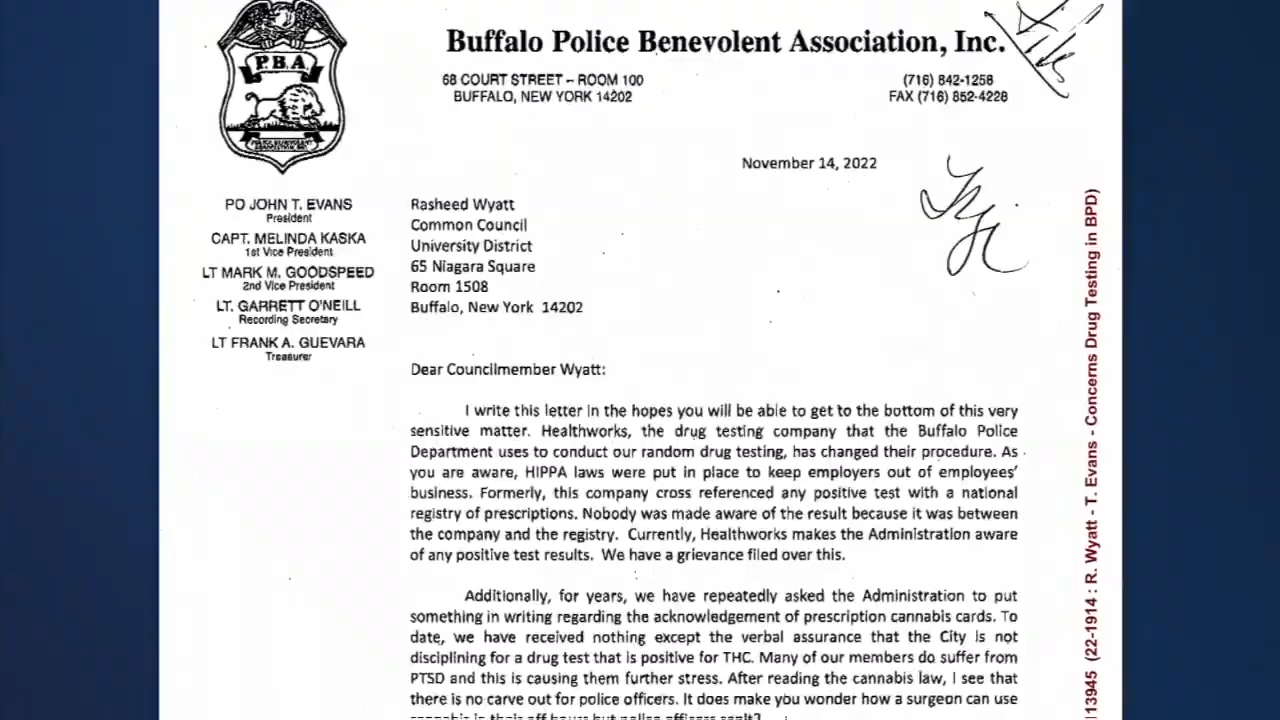 Buffalo Police Benevolent Association, Inc.
P.B.A.
68 COURT STREET – ROOM 100
BUFFALO, NEW YORK 14202
(716) 842-1258
FAX (716) 852-4228
November 14, 2022
PO JOHN T. EVANS
President
CAPT. MELINDA KASKA
1st Vice President
LT MARK M. GOODSPEED
2nd Vice President
LT. GARRETT O'NEILL
Recording Secretary
LT FRANK A. GUEVARA
Treasurer
Rasheed Wyatt
Common Council
University District
65 Niagara Square
Room 1508
Buffalo, New York 14202
Dear Councilmember Wyatt:
I write this letter in the hopes you will be able to get to the bottom of this very
sensitive matter. Healthworks, the drug testing company that the Buffalo Police
Department uses to conduct our random drug testing, has changed their procedure. As
you are aware, HIPPA laws were put in place to keep employers out of employees'
business. Formerly, this company cross referenced any positive test with a national
registry of prescriptions. Nobody was made aware of the result because it was between
the company and the registry. Currently, Healthworks makes the Administration aware
of any positive test results. We have a grievance filed over this.
Additionally, for years, we have repeatedly asked the Administration to put
something in writing regarding the acknowledgement of prescription cannabis cards. To
date, we have received nothing except the verbal assurance that the City is not
disciplining for a drug test that is positive for THC. Many of our members do suffer from
PTSD and this is causing them further stress. After reading the cannabis law, I see that
there is no carve out for police officers. It does make you wonder how a surgeon can use
13945 (22-1914 : R. Wyatt - T. Evans - Concerns Drug Testing in BPD)